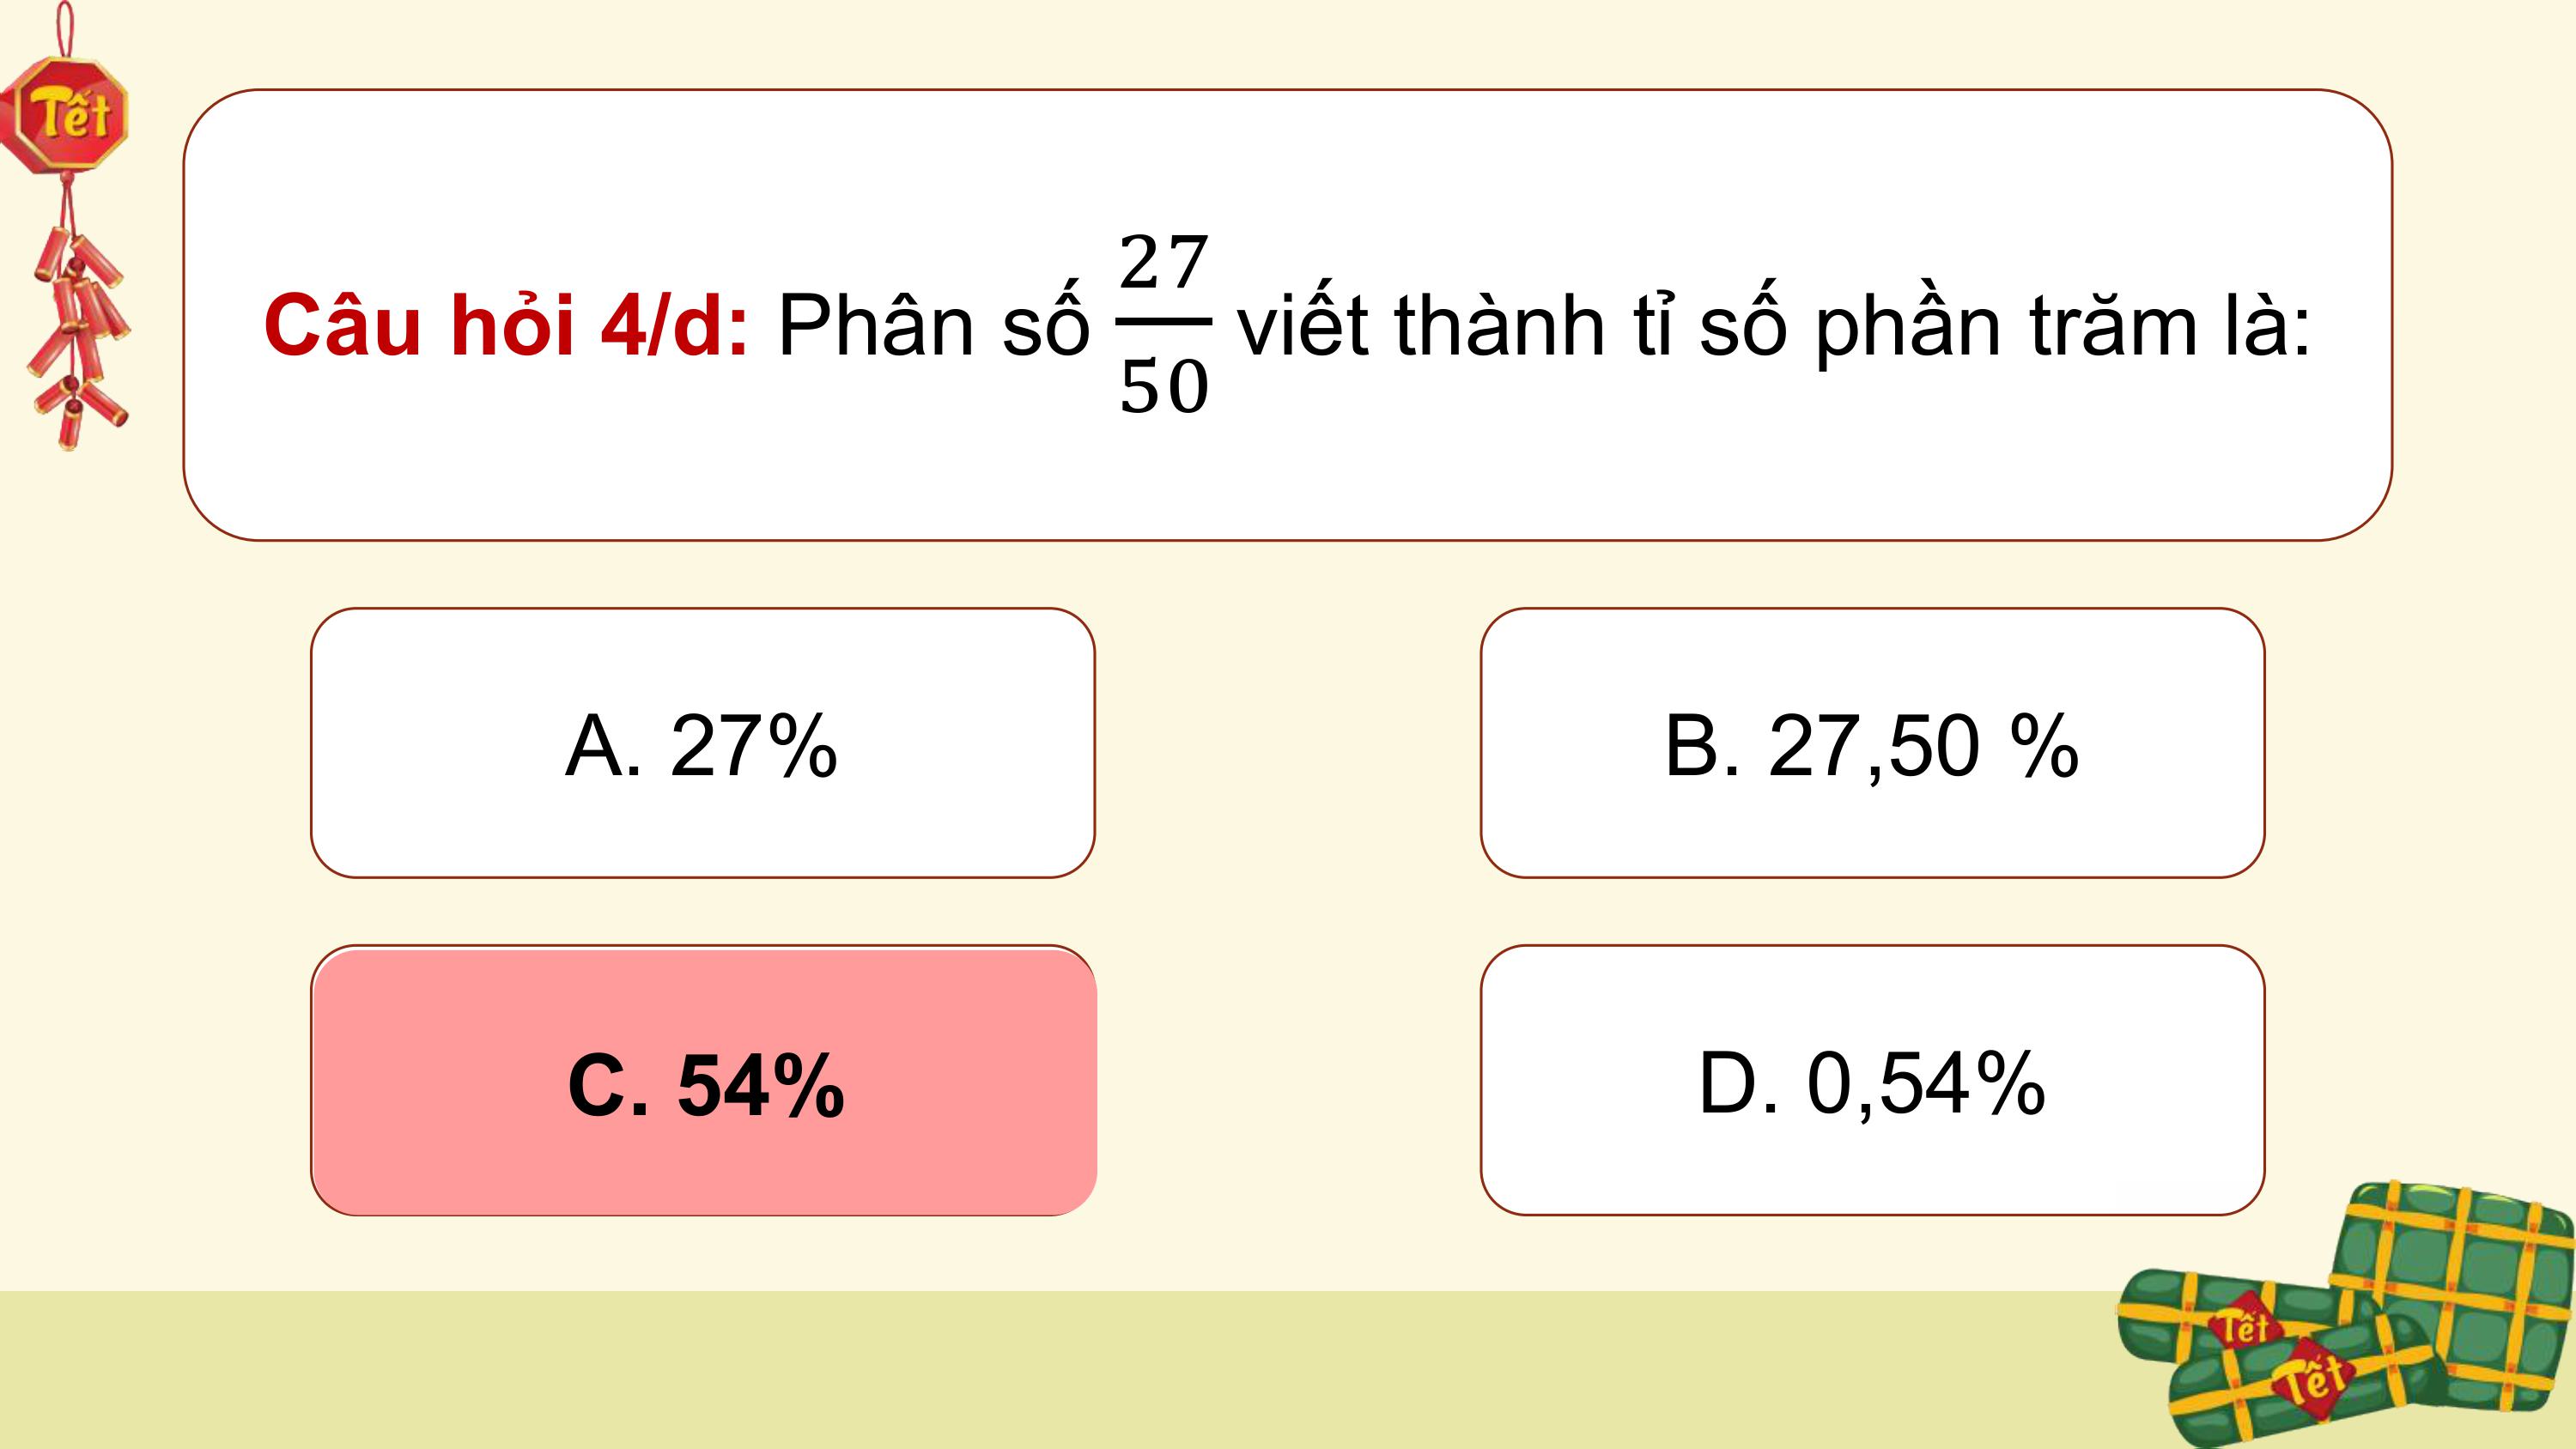 Tết
Câu hỏi 4/d: Phân số 27/50 viết thành tỉ số phần trăm là:
A. 27%
B. 27,50 %
C. 54%
D. 0,54%
Tết
Tết